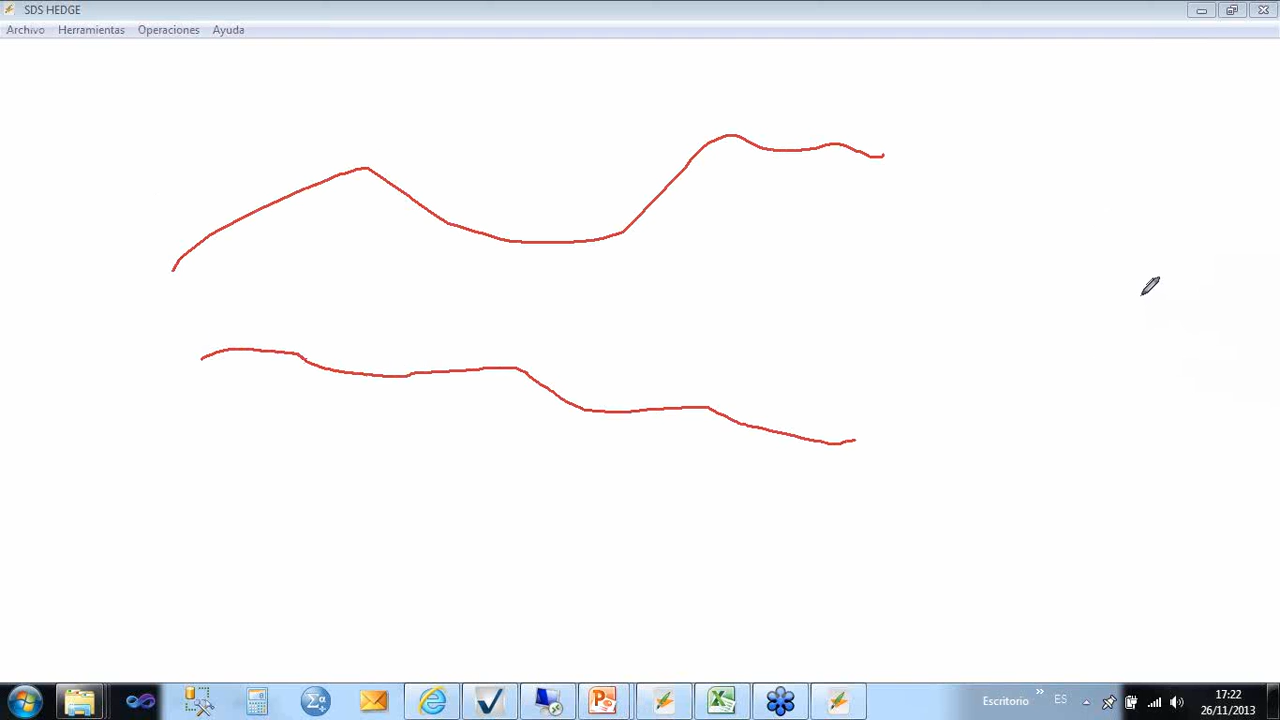 SDS HEDGE
Archivo Herramientas Operaciones Ayuda
Escritorio » ES 17:22
26/11/2013